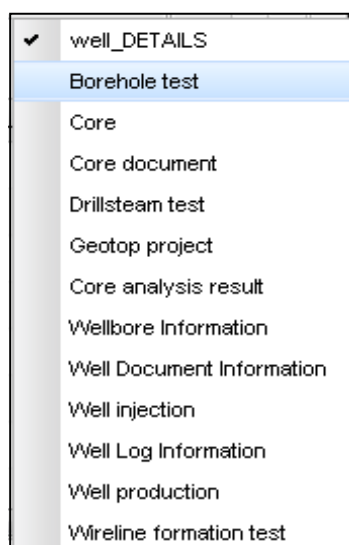 well_DETAILS
Borehole test
Core
Core document
Drillsteam test
Geotop project
Core analysis result
Wellbore Information
Well Document Information
Well injection
Well Log Information
Well production
Wireline formation test